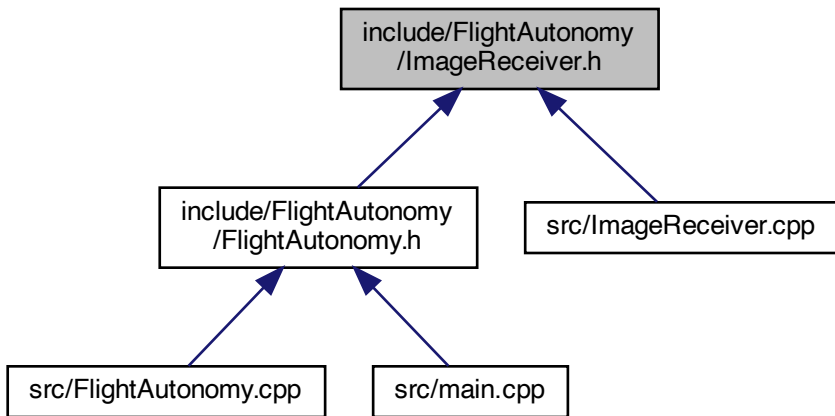 include/FlightAutonomy
/ImageReceiver.h
include/FlightAutonomy
/FlightAutonomy.h
src/ImageReceiver.cpp
src/FlightAutonomy.cpp
src/main.cpp